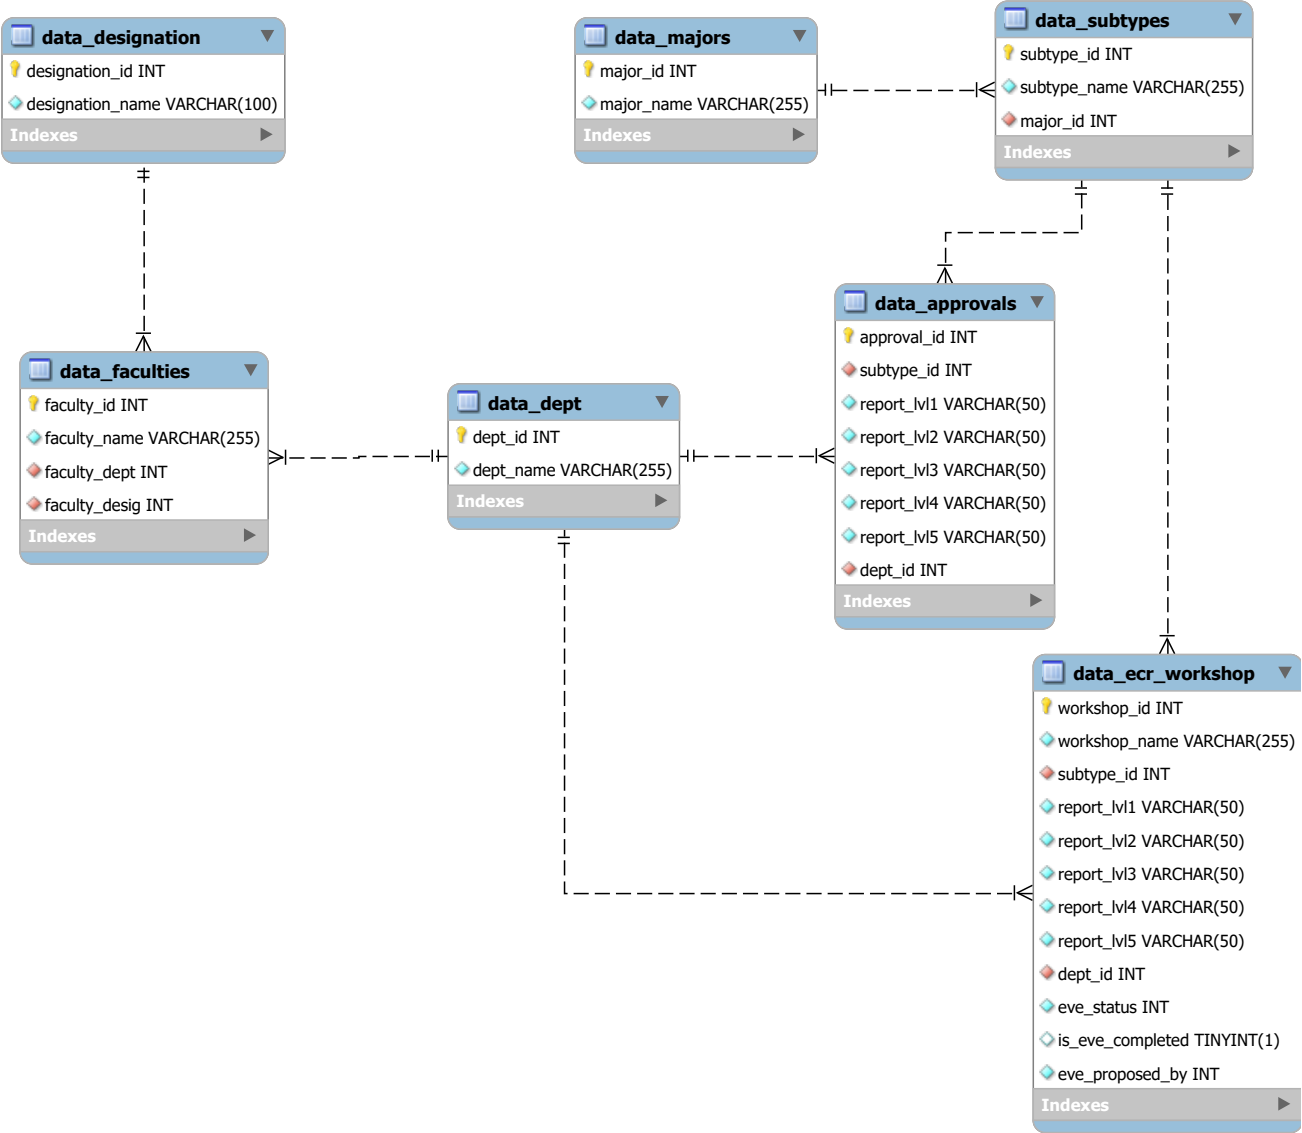 data_designation
designation_id INT
designation_name VARCHAR(100)
Indexes
data_majors
major_id INT
major_name VARCHAR(255)
Indexes
data_subtypes
subtype_id INT
subtype_name VARCHAR(255)
major_id INT
Indexes
data_faculties
faculty_id INT
faculty_name VARCHAR(255)
faculty_dept INT
faculty_desig INT
Indexes
data_dept
dept_id INT
dept_name VARCHAR(255)
Indexes
data_approvals
approval_id INT
subtype_id INT
report_lvl1 VARCHAR(50)
report_lvl2 VARCHAR(50)
report_lvl3 VARCHAR(50)
report_lvl4 VARCHAR(50)
report_lvl5 VARCHAR(50)
dept_id INT
Indexes
data_ecr_workshop
workshop_id INT
workshop_name VARCHAR(255)
subtype_id INT
report_lvl1 VARCHAR(50)
report_lvl2 VARCHAR(50)
report_lvl3 VARCHAR(50)
report_lvl4 VARCHAR(50)
report_lvl5 VARCHAR(50)
dept_id INT
eve_status INT
is_eve_completed TINYINT(1)
eve_proposed_by INT
Indexes